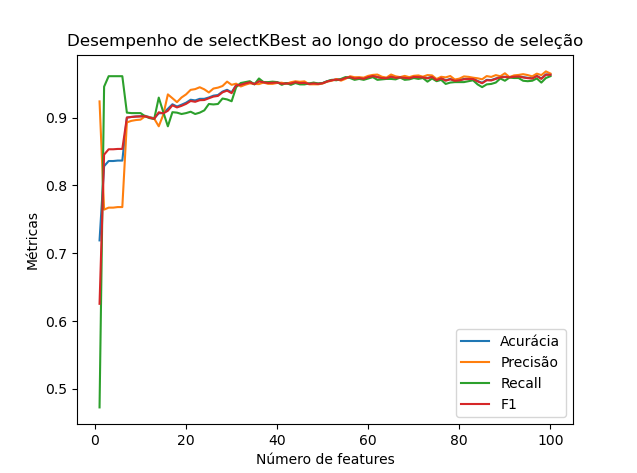 Desempenho de selectKBest ao longo do processo de seleção
Métricas
0.9
0.8
0.7
0.6
0.5
0
20
40
60
80
100
Número de features
Acurácia
Precisão
Recall
F1